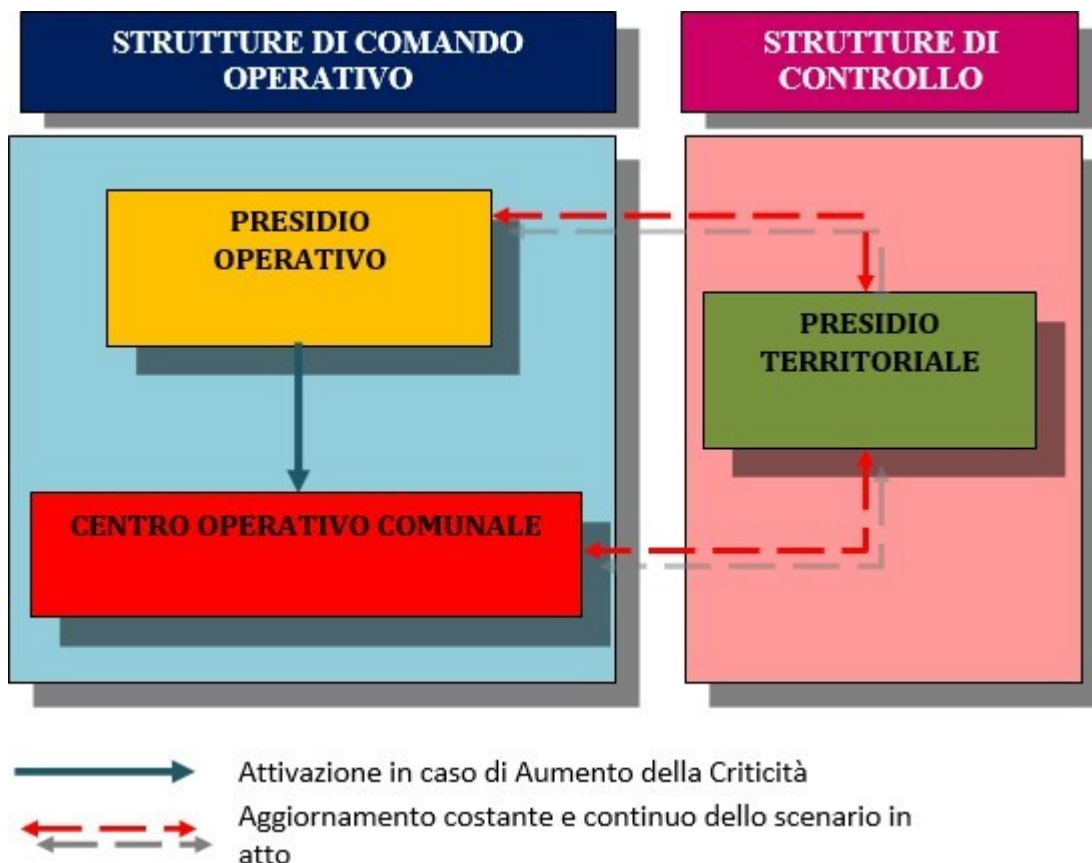 STRUTTURE DI COMANDO
OPERATIVO
STRUTTURE DI
CONTROLLO
PRESIDIO
OPERATIVO
PRESIDIO
TERRITORIALE
CENTRO OPERATIVO COMUNALE
Attivazione in caso di Aumento della Criticità
Aggiornamento costante e continuo dello scenario in
atto